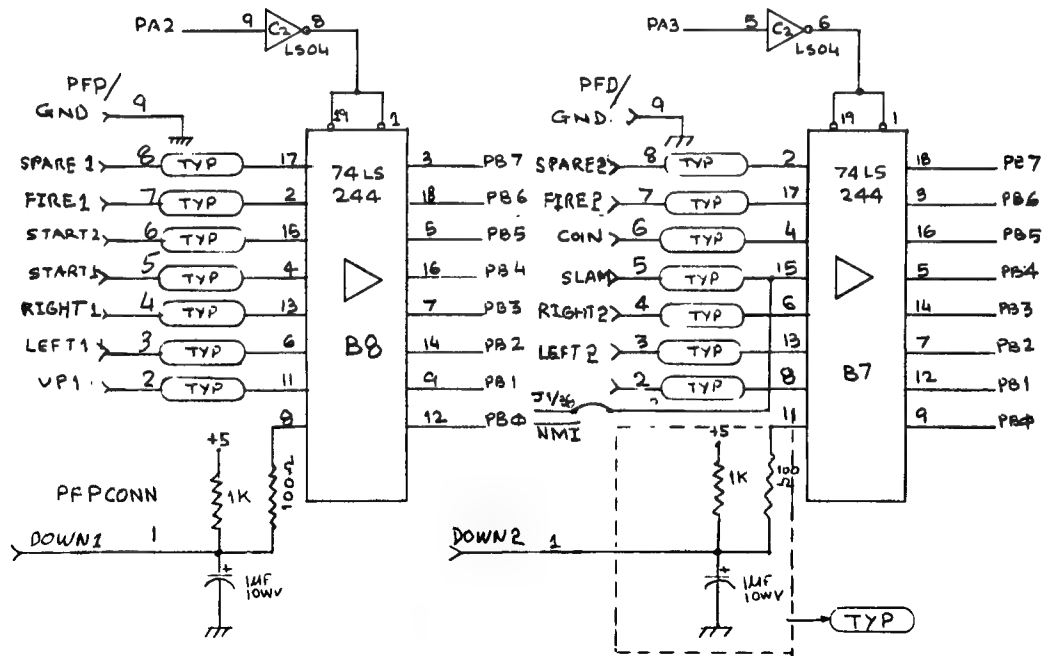 PA2 9 C2 8
LS04
PFP/
GND 9
19 1
SPARE 1 8 TYP 17
FIRE1 7 TYP 2
START2 6 TYP 15
START1 5 TYP 4
RIGHT1 4 TYP 13
LEFT1 3 TYP 6
UP1 2 TYP 11
8
74LS
244
B8
3 PB7
18 PB6
5 PB5
16 PB4
7 PB3
14 PB2
9 PB1
12 PBφ
+5
1K
100Ω
PFPCONN
DOWN1 1
+
1µF
10WV
PA3 5 C2 6
LS04
PFD/
GND. 9
19 1
SPARE2 8 TYP 2
FIRE2 7 TYP 17
COIN 6 TYP 4
SLAM 5 TYP 15
RIGHT2 4 TYP 6
LEFT2 3 TYP 13
2 TYP 8
11
NMI
74LS
244
B7
18 PB7
3 PB6
16 PB5
5 PB4
14 PB3
7 PB2
12 PB1
9 PBφ
+5
1K
100
Ω
DOWN2 1
+
1µF
10WV
TYP